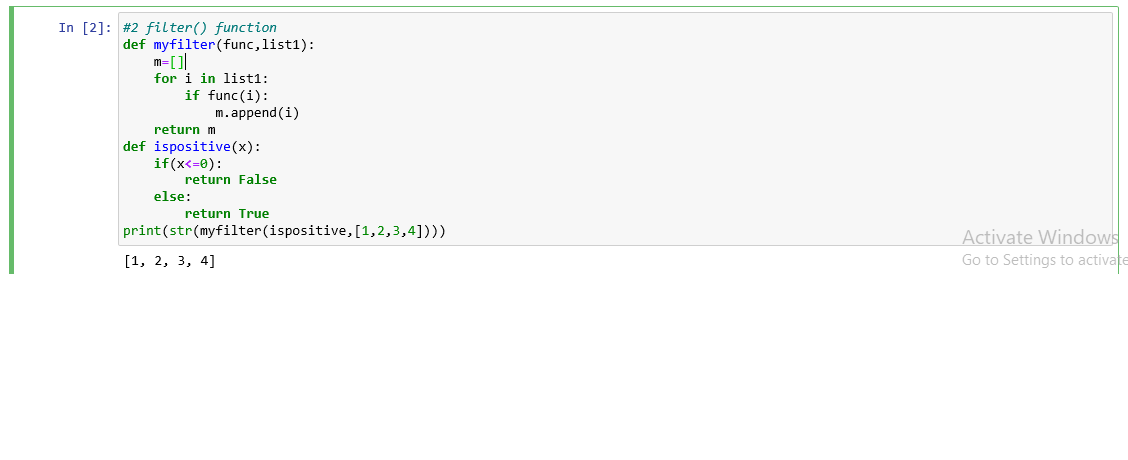 In [2]:
#2 filter() function
def myfilter(func,list1):
    m=[]
    for i in list1:
        if func(i):
            m.append(i)
    return m
def ispositive(x):
    if(x<=0):
        return False
    else:
        return True
print(str(myfilter(ispositive,[1,2,3,4])))
Activate Windows
Go to Settings to activate
[1, 2, 3, 4]